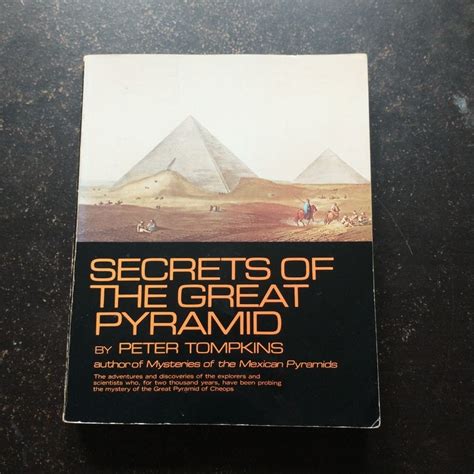 SECRETS OF
THE GREAT
PYRAMID
BY PETER TOMPKINS
author of Mysteries of the Mexican Pyramids
The adventures and discoveries of the explorers and
scientists who, for two thousand years, have been probing
the mystery of the Great Pyramid of Cheops